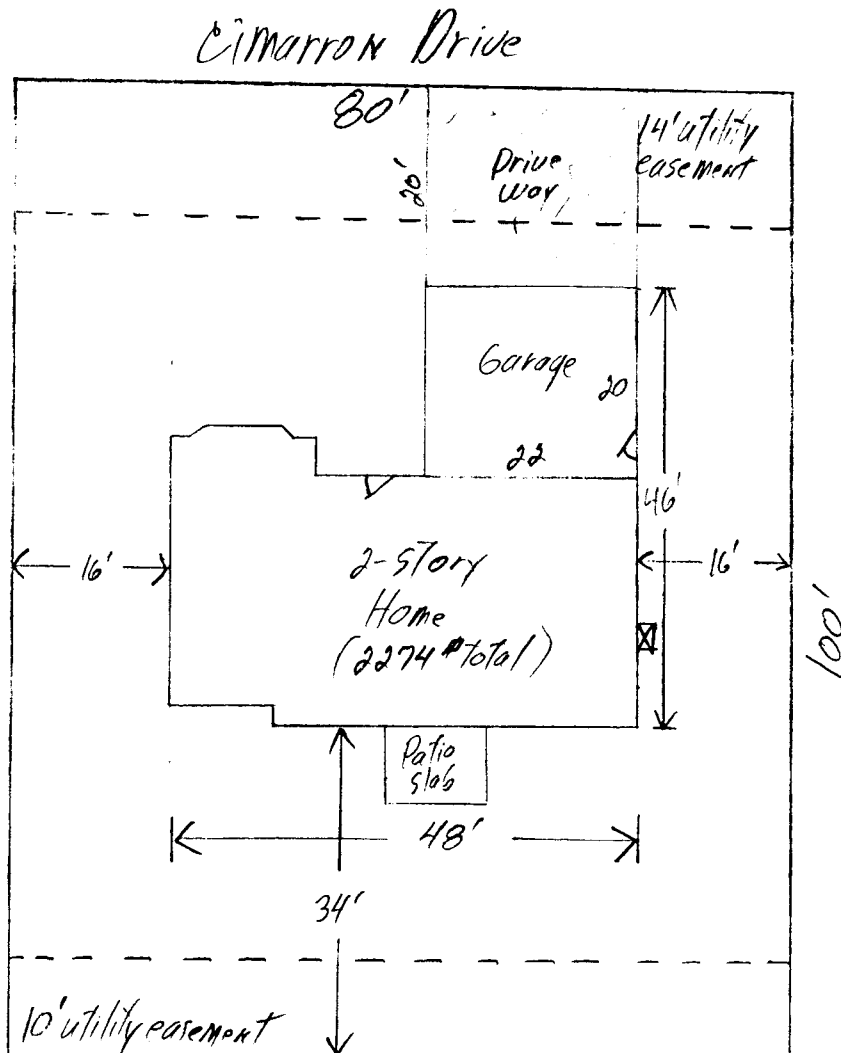 Cimarron Drive
80'
20'
Drive
way
14' utility
easement
Garage
20
22
46'
16'
2-Story
Home
(2274 total)
16'
100'
Patio
slab
48'
34'
10' utility easement